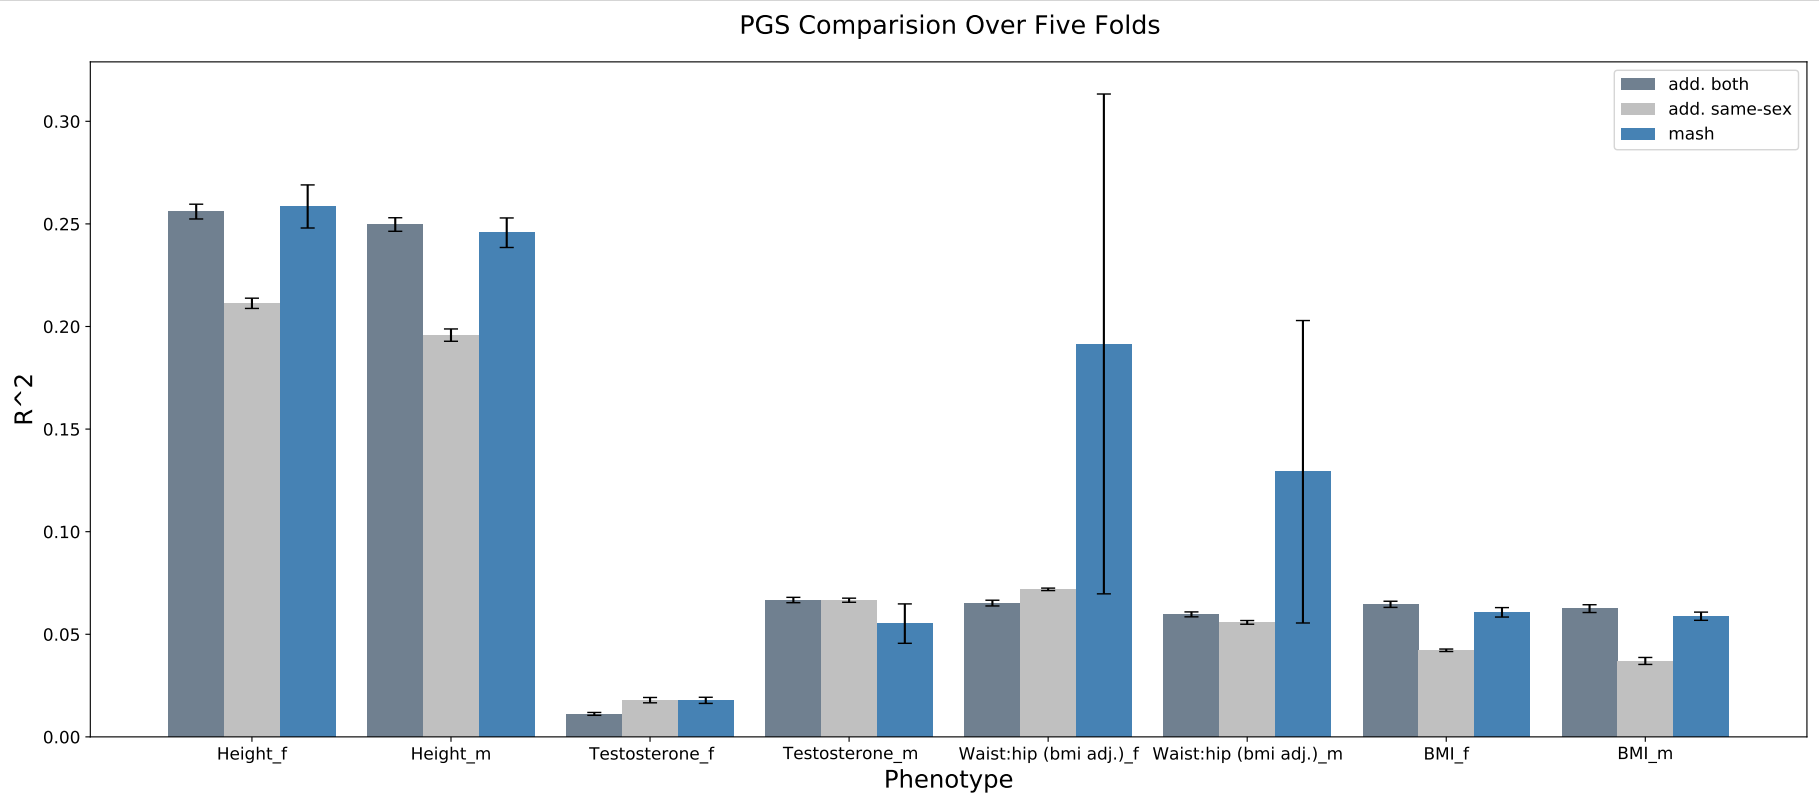 PGS Comparision Over Five Folds
add. both
add. same-sex
mash
R^2
0.30
0.25
0.20
0.15
0.10
0.05
0.00
Height_f
Height_m
Testosterone_f
Testosterone_m
Waist:hip (bmi adj.)_f
Waist:hip (bmi adj.)_m
BMI_f
BMI_m
Phenotype